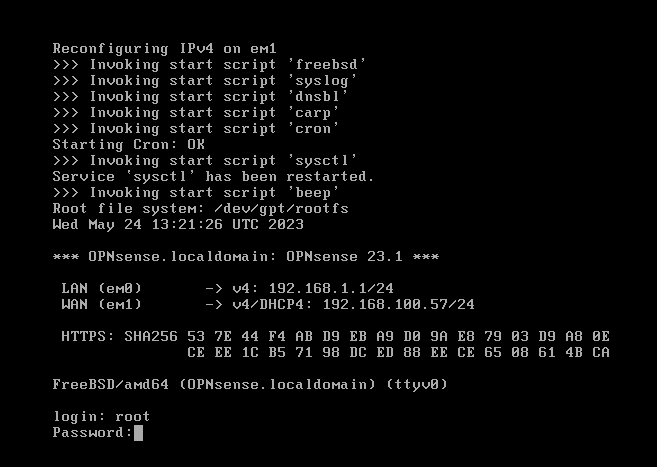 Reconfiguring IPv4 on em1
>>> Invoking start script 'freebsd'
>>> Invoking start script 'syslog'
>>> Invoking start script 'dnsbl'
>>> Invoking start script 'carp'
>>> Invoking start script 'cron'
Starting Cron: OK
>>> Invoking start script 'sysctl'
Service `sysctl' has been restarted.
>>> Invoking start script 'beep'
Root file system: /dev/gpt/rootfs
Wed May 24 13:21:26 UTC 2023
*** OPNsense.localdomain: OPNsense 23.1 ***
LAN (em0) -> v4: 192.168.1.1/24
WAN (em1) -> v4/DHCP4: 192.168.100.57/24
HTTPS: SHA256 53 7E 44 F4 AB D9 EB A9 D0 9A E8 79 03 D9 A8 0E
CE EE 1C B5 71 98 DC ED 88 EE CE 65 08 61 4B CA
FreeBSD/amd64 (OPNsense.localdomain) (ttyv0)
login: root
Password: